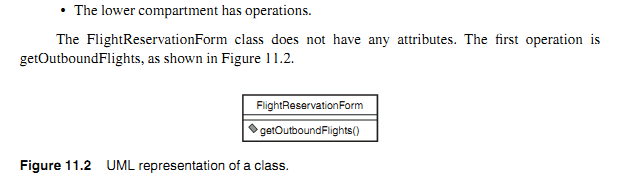 • The lower compartment has operations.
The FlightReservationForm class does not have any attributes. The first operation is
getOutboundFlights, as shown in Figure 11.2.
FlightReservationForm
getOutboundFlights()
Figure 11.2 UML representation of a class.